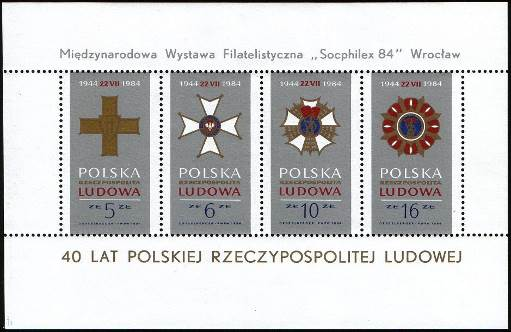 Międzynarodowa Wystawa Filatelistyczna „Socphilex 84" Wrocław
1944 22 VII 1984
POLSKA
RZECZPOSPOLITA
LUDOWA
ZŁ 5 ZŁ
1944 22 VII 1984
POLSKA
RZECZPOSPOLITA
LUDOWA
ZŁ 6 ZŁ
1944 22 VII 1984
POLSKA
RZECZPOSPOLITA
LUDOWA
ZŁ 10 ZŁ
1944 22 VII 1984
POLSKA
RZECZPOSPOLITA
LUDOWA
ZŁ 16 ZŁ
40 LAT POLSKIEJ RZECZYPOSPOLITEJ LUDOWEJ